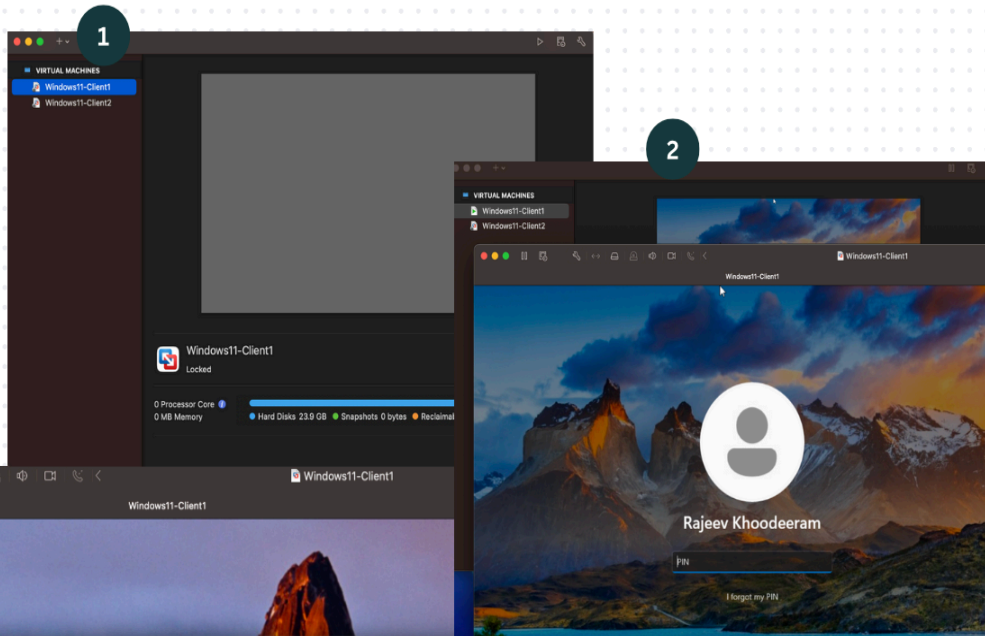 1
VIRTUAL MACHINES
Windows11-Client1
Windows11-Client2
Windows11-Client1
Locked
0 Processor Core
0 MB Memory
Hard Disks 23.9 GB Snapshots 0 bytes Reclaimal
Windows11-Client1
Windows11-Client1
2
VIRTUAL MACHINES
Windows11-Client1
Windows11-Client2
Windows11-Client1
Windows11-Client1
Rajeev Khoodeeram
PIN
I forgot my PIN